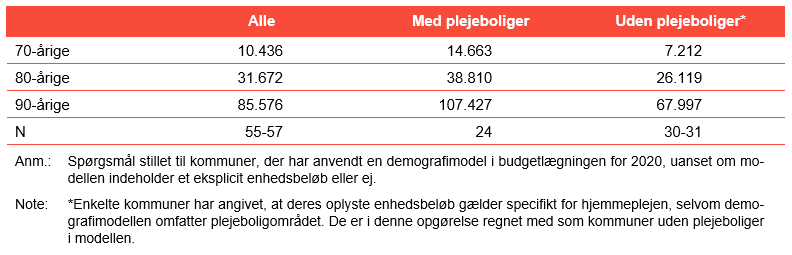 Alle Med plejeboliger Uden plejeboliger*
70-årige 10.436 14.663 7.212
80-årige 31.672 38.810 26.119
90-årige 85.576 107.427 67.997
N 55-57 24 30-31
Anm.: Spørgsmål stillet til kommuner, der har anvendt en demografimodel i budgetlægningen for 2020, uanset om mo-
dellen indeholder et eksplicit enhedsbeløb eller ej.
Note: *Enkelte kommuner har angivet, at deres oplyste enhedsbeløb gælder specifikt for hjemmeplejen, selvom demo-
grafimodellen omfatter plejeboligområdet. De er i denne opgørelse regnet med som kommuner uden plejeboliger
i modellen.